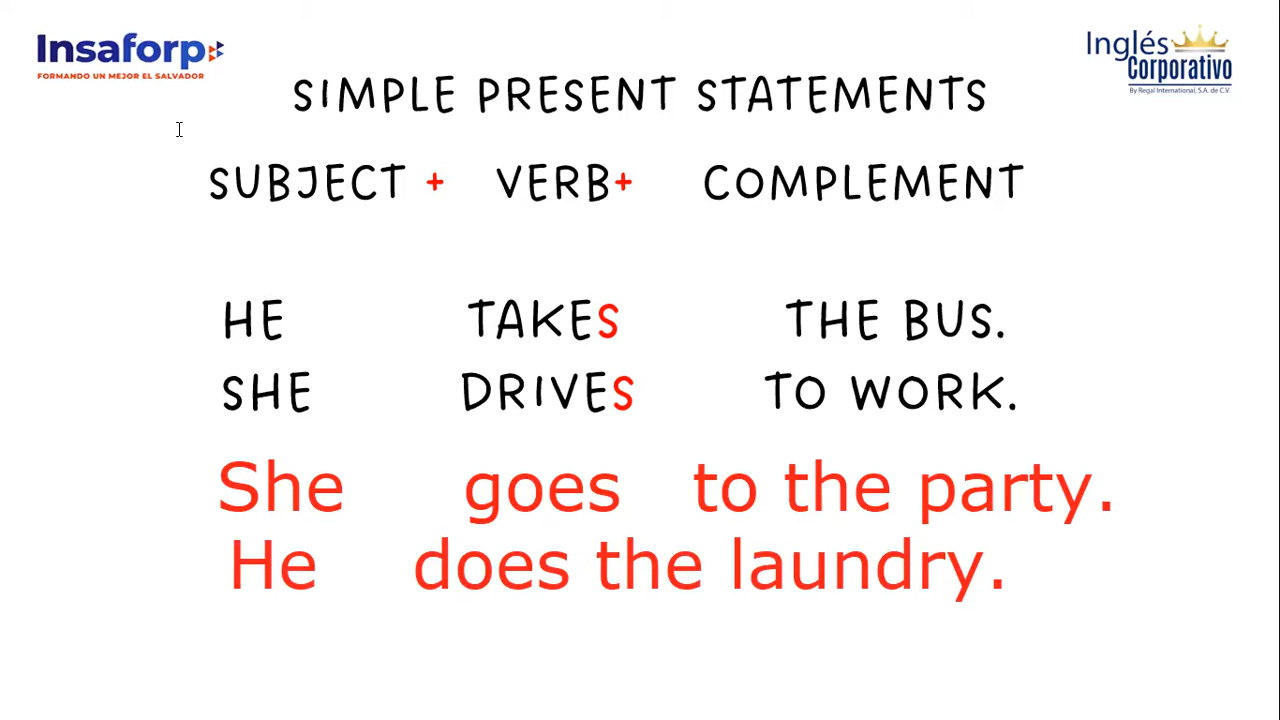 Insaforp
FORMANDO UN MEJOR EL SALVADOR
Inglés
Corporativo
By Regal International, S.A. de C.V.
SIMPLE PRESENT STATEMENTS
SUBJECT + VERB+ COMPLEMENT
HE TAKES THE BUS.
SHE DRIVES TO WORK.
She goes to the party.
He does the laundry.